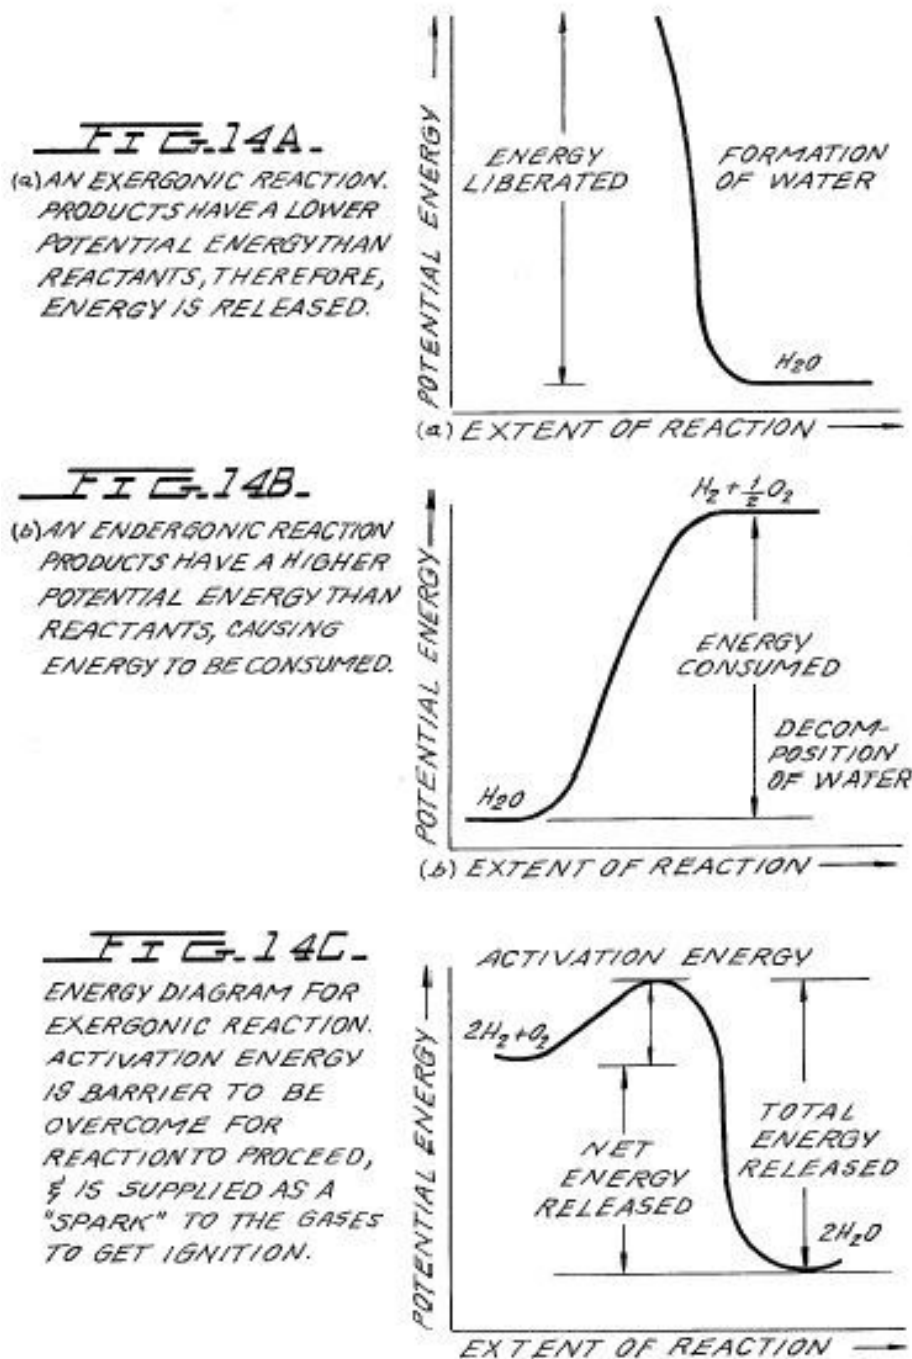 FIG.14A.
(a) AN EXERGONIC REACTION.
PRODUCTS HAVE A LOWER
POTENTIAL ENERGY THAN
REACTANTS, THEREFORE,
ENERGY IS RELEASED.
POTENTIAL ENERGY
ENERGY
LIBERATED
FORMATION
OF WATER
H2O
(a) EXTENT OF REACTION
FIG.14B.
(b) AN ENDERGONIC REACTION
PRODUCTS HAVE A HIGHER
POTENTIAL ENERGY THAN
REACTANTS, CAUSING
ENERGY TO BE CONSUMED.
POTENTIAL ENERGY
H2 + 1/2 O2
ENERGY
CONSUMED
DECOM-
POSITION
OF WATER
H2O
(b) EXTENT OF REACTION
FIG.14C.
ENERGY DIAGRAM FOR
EXERGONIC REACTION.
ACTIVATION ENERGY
IS BARRIER TO BE
OVERCOME FOR
REACTION TO PROCEED,
& IS SUPPLIED AS A
"SPARK" TO THE GASES
TO GET IGNITION.
POTENTIAL ENERGY
ACTIVATION ENERGY
2H2+O2
NET
ENERGY
RELEASED
TOTAL
ENERGY
RELEASED
2H2O
EXTENT OF REACTION